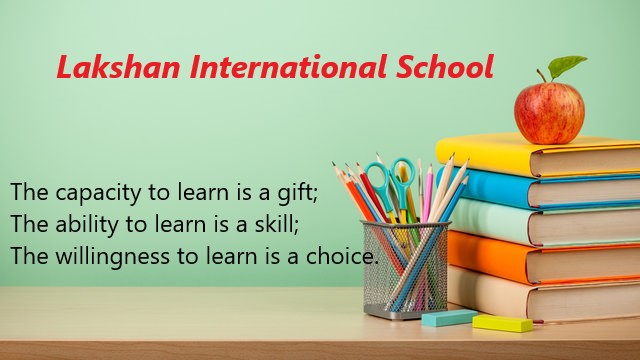 Lakshan International School
The capacity to learn is a gift;
The ability to learn is a skill;
The willingness to learn is a choice.